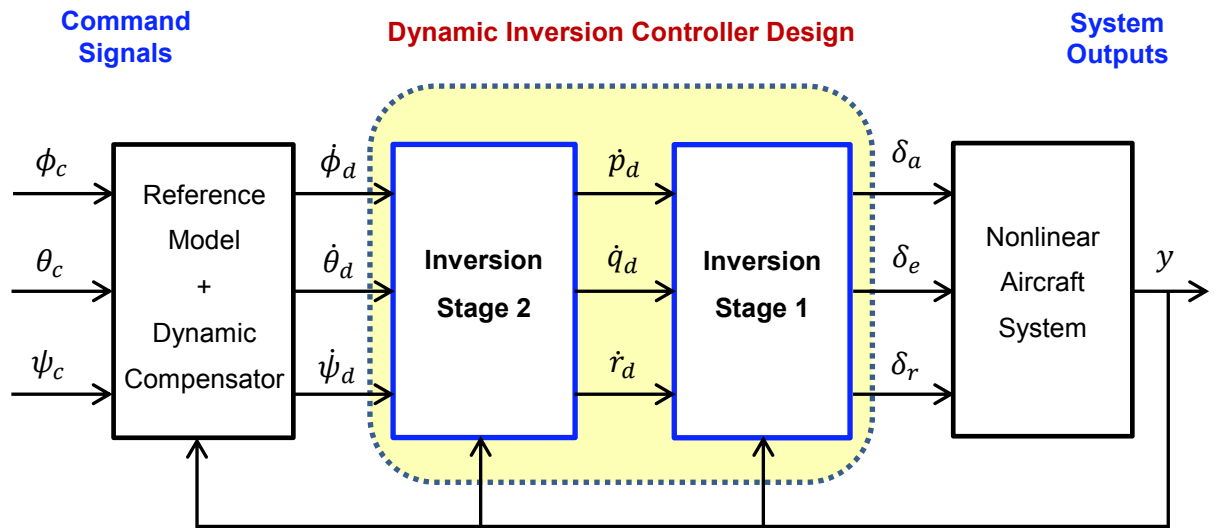 Command
Signals
Dynamic Inversion Controller Design
System
Outputs
ϕ_c
θ_c
ψ_c
Reference
Model
+
Dynamic
Compensator
ϕ̇_d
θ̇_d
ψ̇_d
Inversion
Stage 2
ṗ_d
q̇_d
ṙ_d
Inversion
Stage 1
δ_a
δ_e
δ_r
Nonlinear
Aircraft
System
y